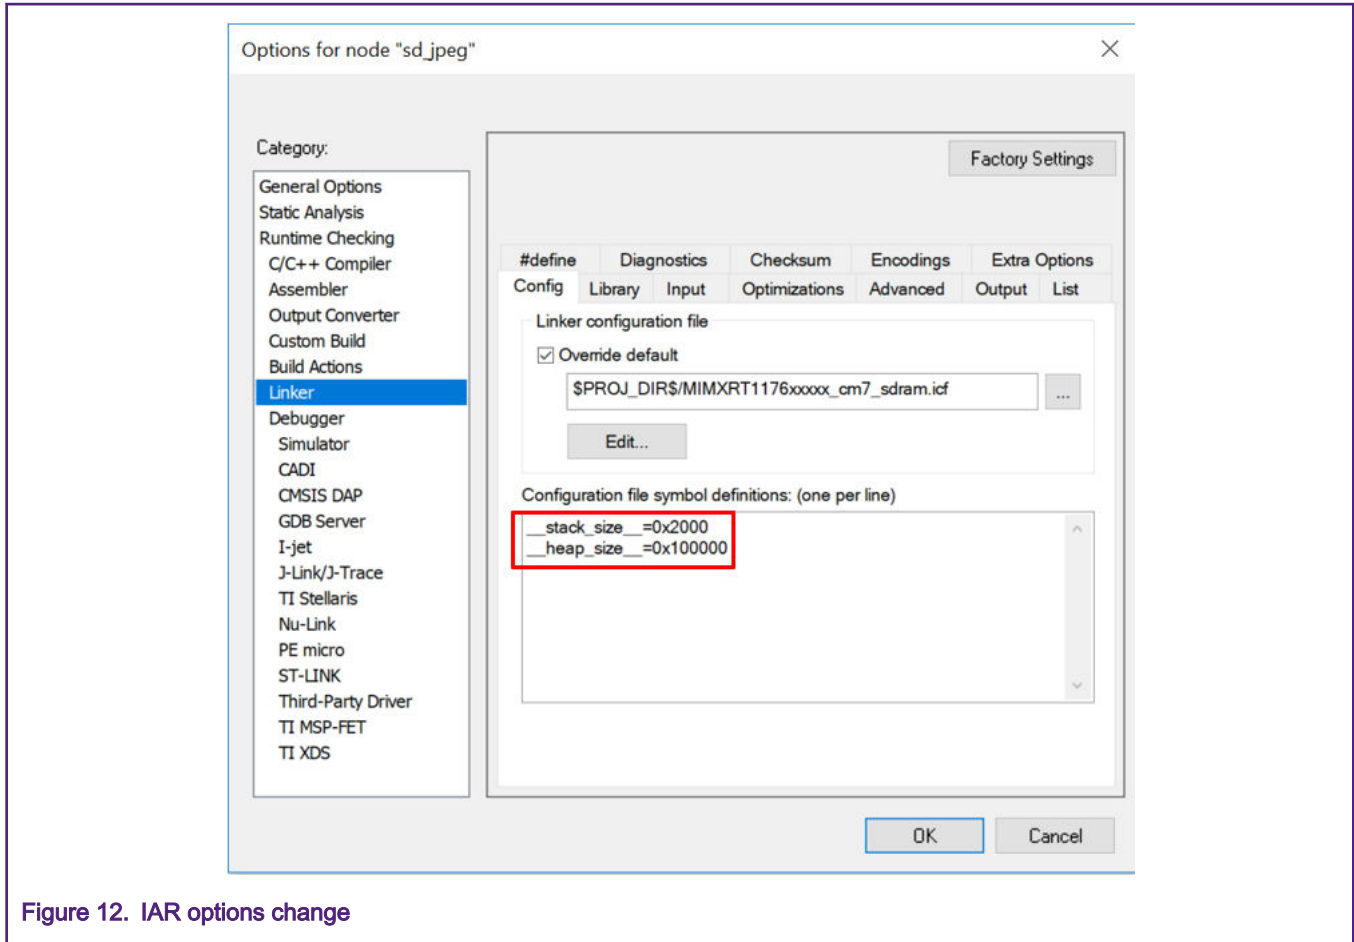 Options for node "sd_jpeg"
Category:
Factory Settings
General Options
Static Analysis
Runtime Checking
C/C++ Compiler
Assembler
Output Converter
Custom Build
Build Actions
Linker
Debugger
Simulator
CADI
CMSIS DAP
GDB Server
I-jet
J-Link/J-Trace
TI Stellaris
Nu-Link
PE micro
ST-LINK
Third-Party Driver
TI MSP-FET
TI XDS
#define Diagnostics Checksum Encodings Extra Options
Config Library Input Optimizations Advanced Output List
Linker configuration file
Override default
$PROJ_DIR$/MIMXRT1176xxxxx_cm7_sdram.icf
...
Edit...
Configuration file symbol definitions: (one per line)
__stack_size__=0x2000
__heap_size__=0x100000
OK Cancel
Figure 12. IAR options change